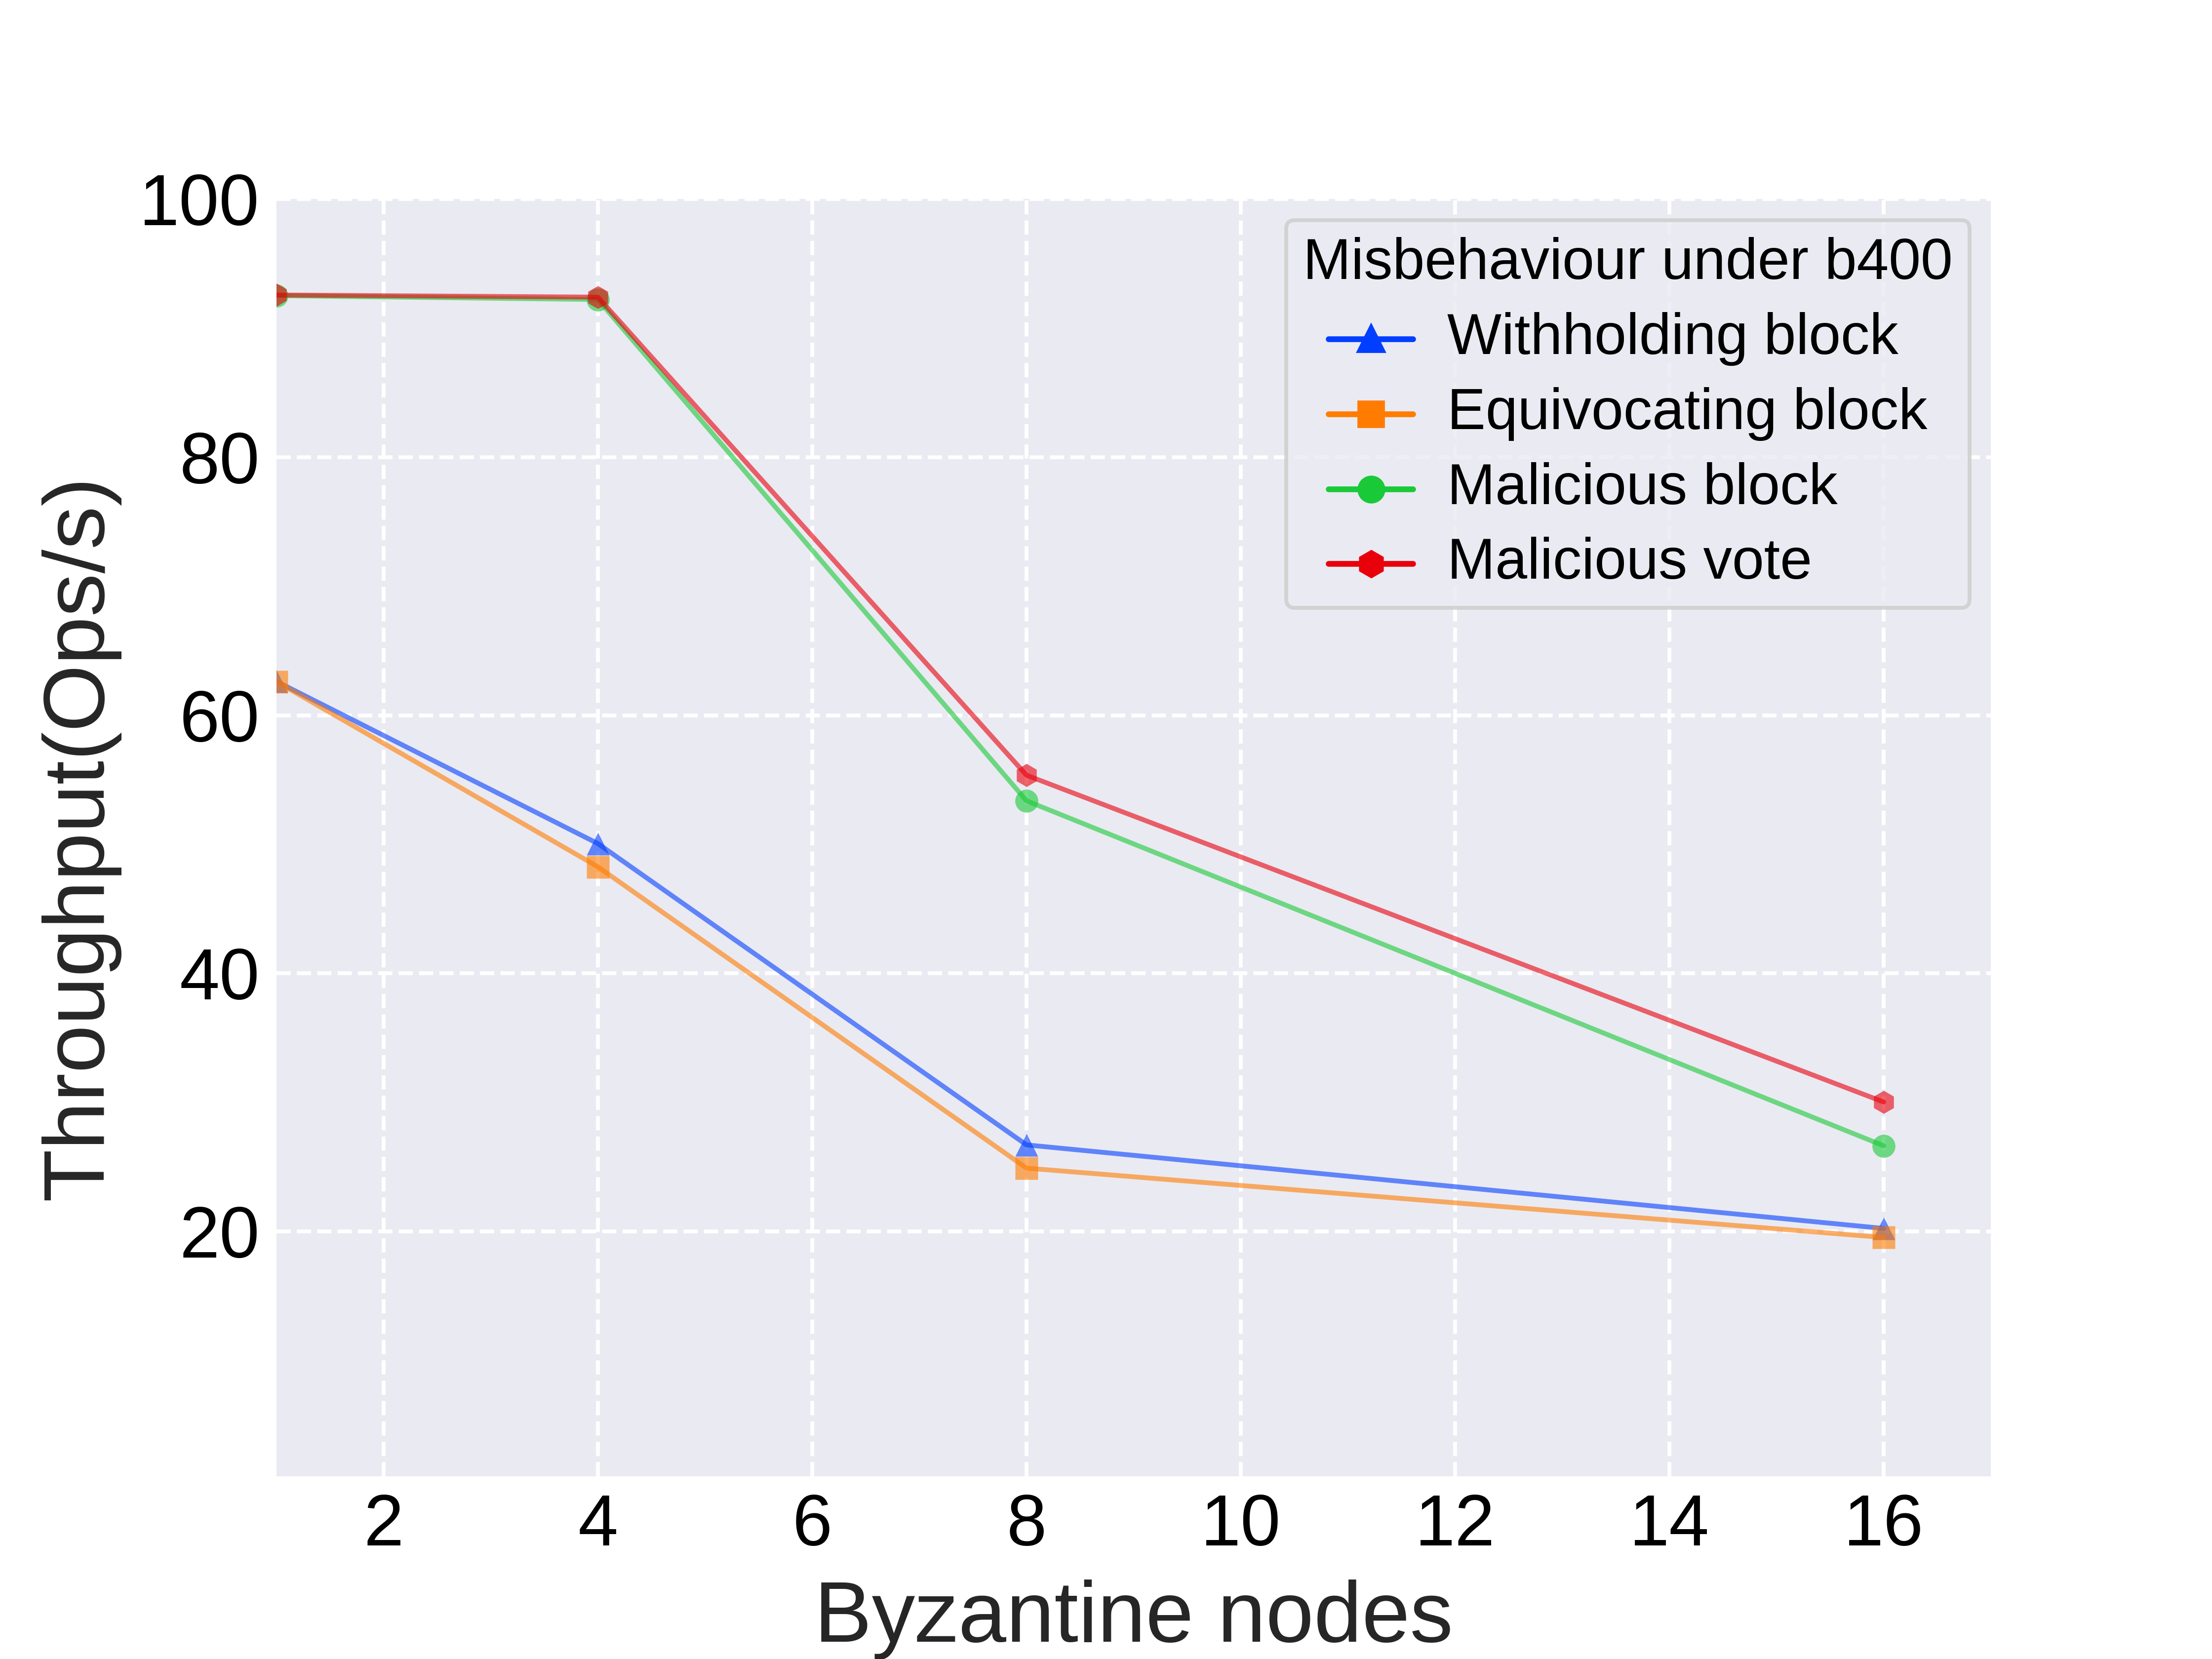 100
80
60
40
20
Throughput(Ops/s)
Misbehaviour under b400
Withholding block
Equivocating block
Malicious block
Malicious vote
2 4 6 8 10 12 14 16
Byzantine nodes